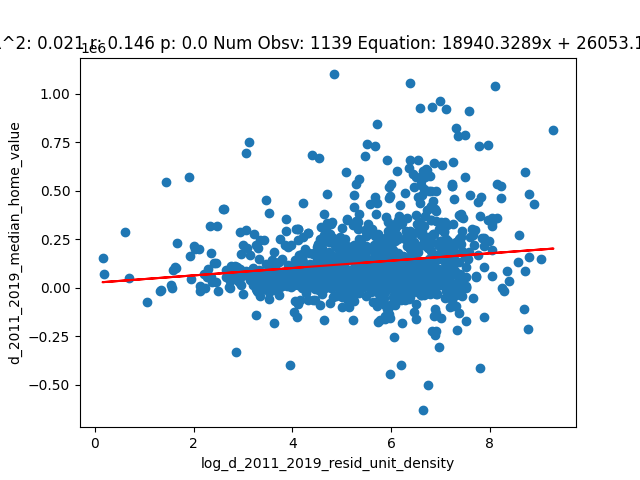 ^2: 0.021 r: 0.146 p: 0.0 Num Obsv: 1139 Equation: 18940.3289x + 26053.1
1e6
1.00
0.75
0.50
0.25
0.00
−0.25
−0.50
d_2011_2019_median_home_value
0 2 4 6 8
log_d_2011_2019_resid_unit_density